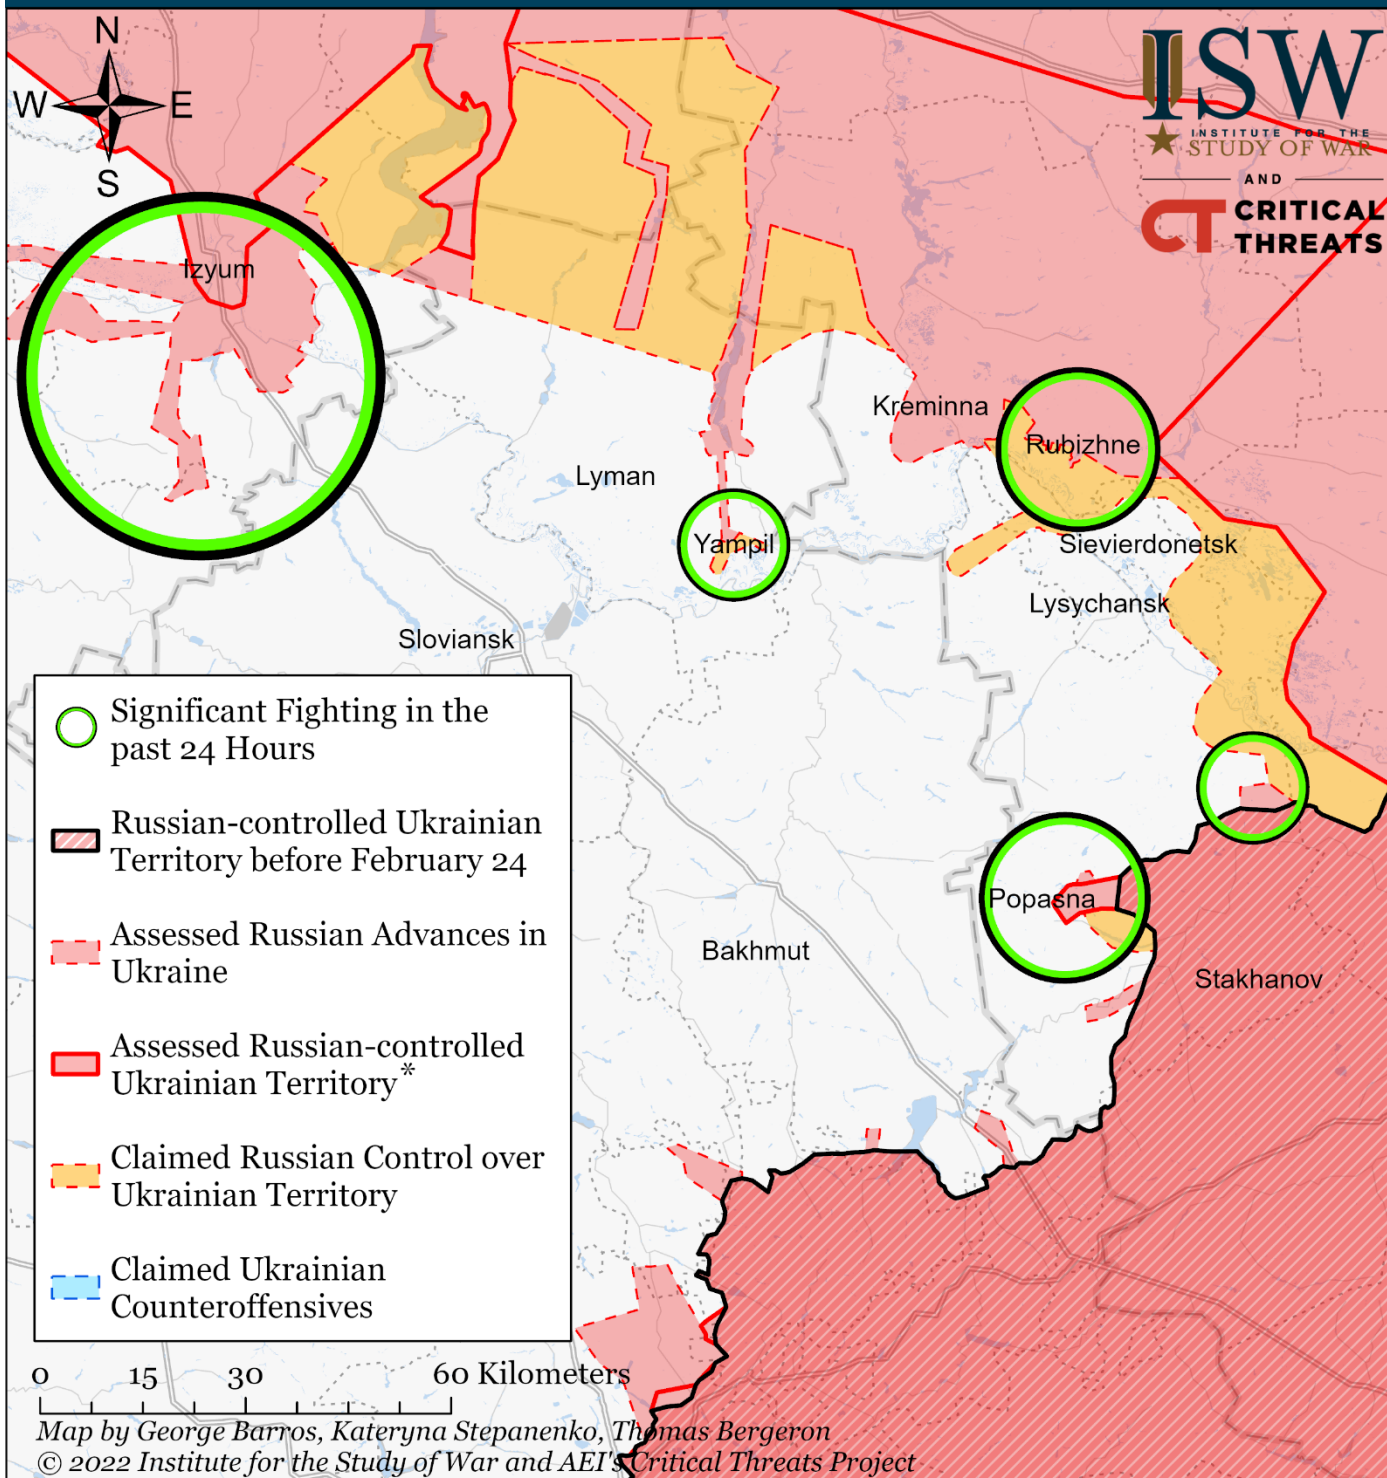 N
W E
S
ISW
INSTITUTE FOR THE
STUDY OF WAR
AND
CT CRITICAL
THREATS
Izyum
Kreminna
Rubizhne
Lyman
Yampil
Sievierdonetsk
Lysychansk
Sloviansk
Popasna
Bakhmut
Stakhanov
Significant Fighting in the
past 24 Hours
Russian-controlled Ukrainian
Territory before February 24
Assessed Russian Advances in
Ukraine
Assessed Russian-controlled
Ukrainian Territory*
Claimed Russian Control over
Ukrainian Territory
Claimed Ukrainian
Counteroffensives
0 15 30 60 Kilometers
Map by George Barros, Kateryna Stepanenko, Thomas Bergeron
© 2022 Institute for the Study of War and AEI's Critical Threats Project